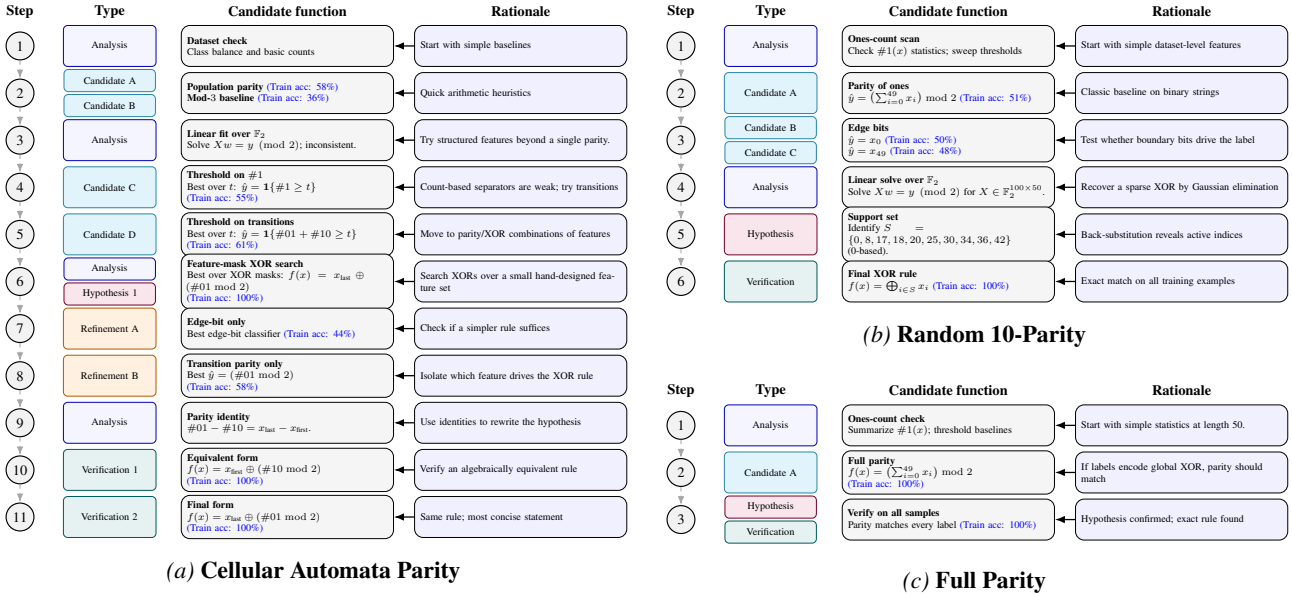 Step Type Candidate function Rationale
1 Analysis Dataset check Start with simple baselines
Class balance and basic counts
2 Candidate A Population parity (Train acc: 58%) Quick arithmetic heuristics
Candidate B Mod-3 baseline (Train acc: 36%)
3 Analysis Linear fit over 𝔽₂ Try structured features beyond a single parity.
Solve Xw = y (mod 2); inconsistent.
4 Candidate C Threshold on #1 Count-based separators are weak; try transitions
Best over t: ŷ = 𝟏{#1 ≥ t}
(Train acc: 55%)
5 Candidate D Threshold on transitions Move to parity/XOR combinations of features
Best over t: ŷ = 𝟏{#01 + #10 ≥ t}
(Train acc: 61%)
6 Analysis Feature-mask XOR search Search XORs over a small hand-designed fea-
Hypothesis 1 Best over XOR masks: f(x) = x_last ⊕ ture set
(#01 mod 2)
(Train acc: 100%)
7 Refinement A Edge-bit only Check if a simpler rule suffices
Best edge-bit classifier (Train acc: 44%)
8 Refinement B Transition parity only Isolate which feature drives the XOR rule
Best ŷ = (#01 mod 2)
(Train acc: 58%)
9 Analysis Parity identity Use identities to rewrite the hypothesis
#01 − #10 = x_last − x_first.
10 Verification 1 Equivalent form Verify an algebraically equivalent rule
f(x) = x_first ⊕ (#10 mod 2)
(Train acc: 100%)
11 Verification 2 Final form Same rule; most concise statement
f(x) = x_last ⊕ (#01 mod 2)
(Train acc: 100%)
(a) Cellular Automata Parity
Step Type Candidate function Rationale
1 Analysis Ones-count scan Start with simple dataset-level features
Check #1(x) statistics; sweep thresholds
2 Candidate A Parity of ones Classic baseline on binary strings
ŷ = (∑_{i=0}^{49} x_i) mod 2 (Train acc: 51%)
3 Candidate B Edge bits Test whether boundary bits drive the label
Candidate C ŷ = x_0 (Train acc: 50%)
ŷ = x_49 (Train acc: 48%)
4 Analysis Linear solve over 𝔽₂ Recover a sparse XOR by Gaussian elimination
Solve Xw = y (mod 2) for X ∈ 𝔽₂^{100×50}.
5 Hypothesis Support set Back-substitution reveals active indices
Identify S =
{0, 8, 17, 18, 20, 25, 30, 34, 36, 42}
(0-based).
6 Verification Final XOR rule Exact match on all training examples
f(x) = ⊕_{i∈S} x_i (Train acc: 100%)
(b) Random 10-Parity
Step Type Candidate function Rationale
1 Analysis Ones-count check Start with simple statistics at length 50.
Summarize #1(x); threshold baselines
2 Candidate A Full parity If labels encode global XOR, parity should
f(x) = (∑_{i=0}^{49} x_i) mod 2 match
(Train acc: 100%)
3 Hypothesis Verify on all samples Hypothesis confirmed; exact rule found
Verification Parity matches every label (Train acc: 100%)
(c) Full Parity